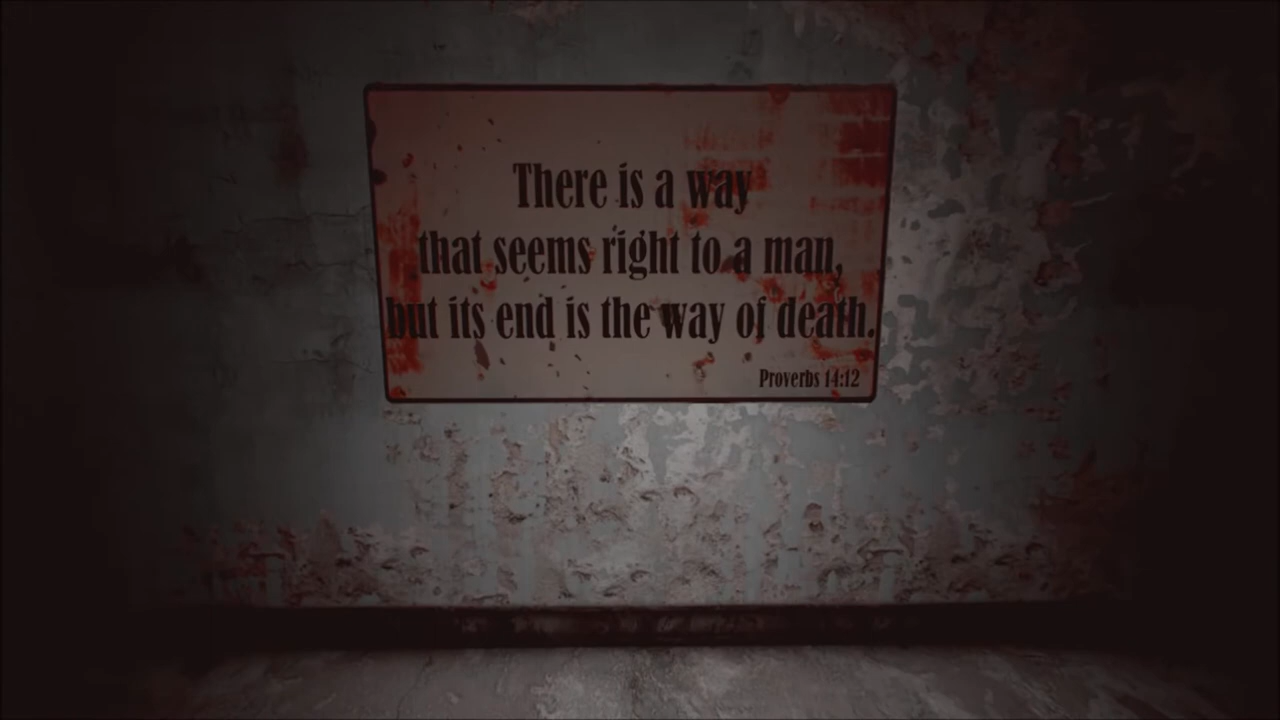 There is a way
that seems right to a man,
but its end is the way of death.
Proverbs 14:12